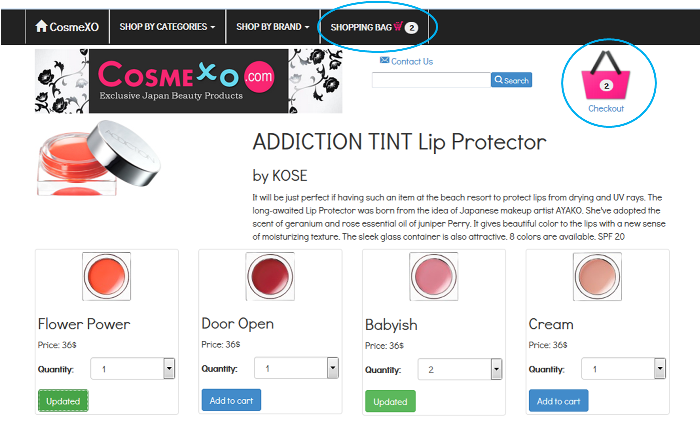 CosmeXO SHOP BY CATEGORIES SHOP BY BRAND SHOPPING BAG 2
Contact Us
COSMEXO.com
Exclusive Japan Beauty Products
Search
2
Checkout
ADDICTION TINT Lip Protector
by KOSE
It will be just perfect if having such an item at the beach resort to protect lips from drying and UV rays. The
long-awaited Lip Protector was born from the idea of Japanese makeup artist AYAKO. She've adopted the
scent of geranium and rose essential oil of juniper Perry. It gives beautiful color to the lips with a new sense
of moisturizing texture. The sleek glass container is also attractive. 8 colors are available. SPF 20
Flower Power
Price: 36$
Quantity: 1
Updated
Door Open
Price: 36$
Quantity: 1
Add to cart
Babyish
Price: 36$
Quantity: 2
Updated
Cream
Price: 36$
Quantity: 1
Add to cart